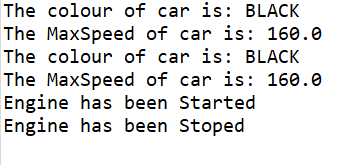 The colour of car is: BLACK
The MaxSpeed of car is: 160.0
The colour of car is: BLACK
The MaxSpeed of car is: 160.0
Engine has been Started
Engine has been Stoped